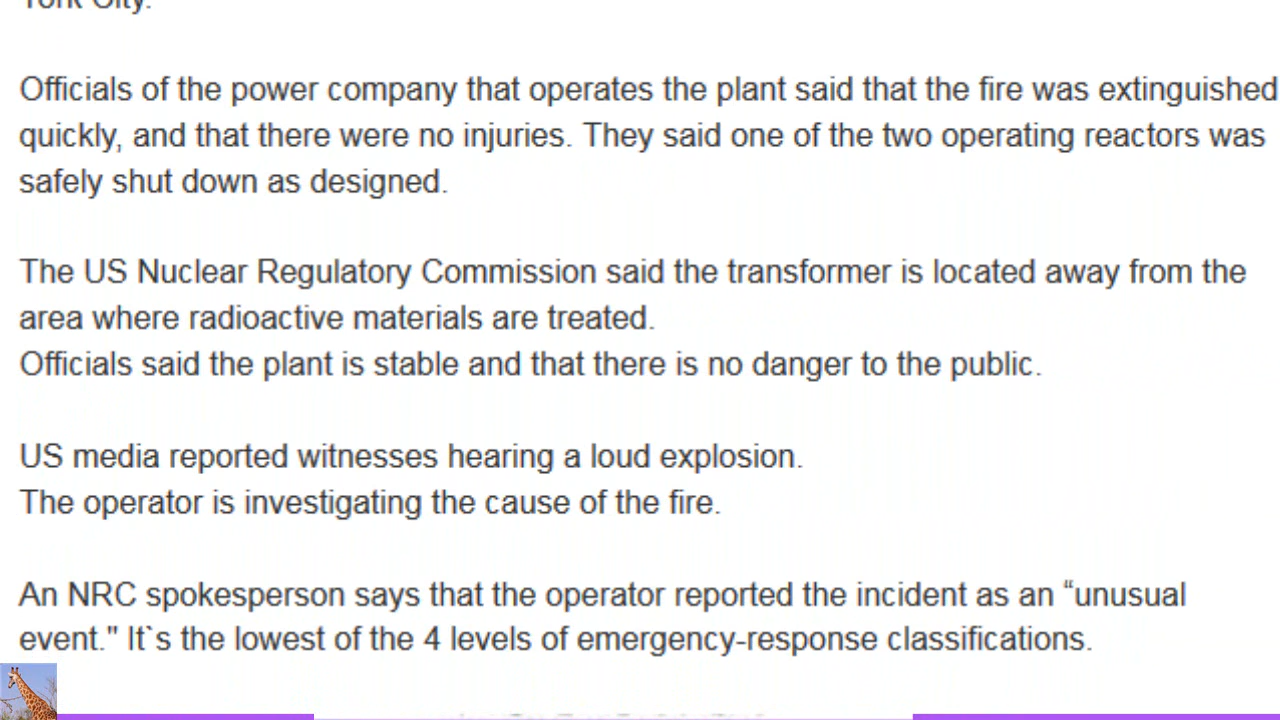 York City.
Officials of the power company that operates the plant said that the fire was extinguished
quickly, and that there were no injuries. They said one of the two operating reactors was
safely shut down as designed.
The US Nuclear Regulatory Commission said the transformer is located away from the
area where radioactive materials are treated.
Officials said the plant is stable and that there is no danger to the public.
US media reported witnesses hearing a loud explosion.
The operator is investigating the cause of the fire.
An NRC spokesperson says that the operator reported the incident as an “unusual
event." It`s the lowest of the 4 levels of emergency-response classifications.